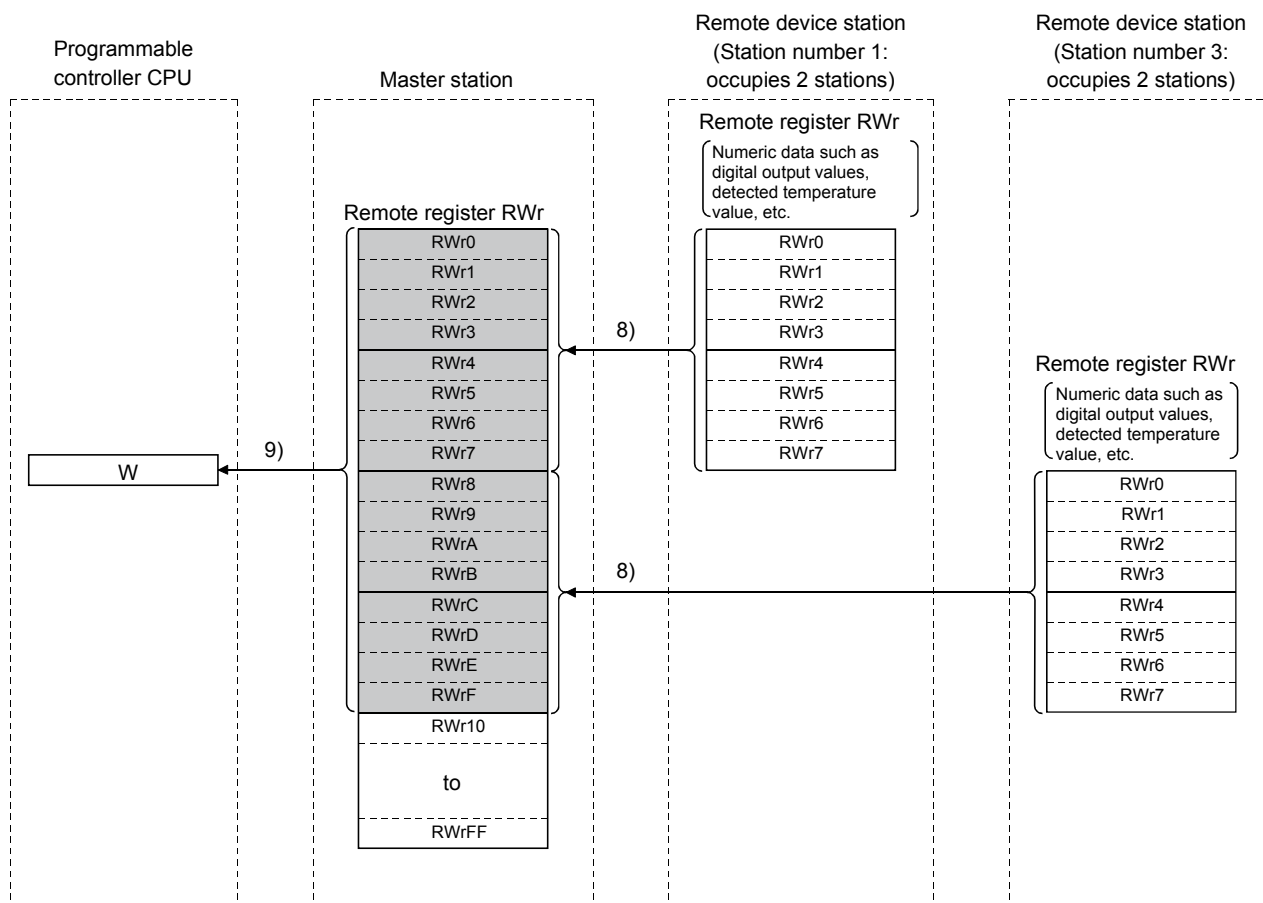 Programmable
controller CPU
Master station
Remote device station
(Station number 1:
occupies 2 stations)
Remote device station
(Station number 3:
occupies 2 stations)
W
9)
Remote register RWr
RWr0
RWr1
RWr2
RWr3
RWr4
RWr5
RWr6
RWr7
RWr8
RWr9
RWrA
RWrB
RWrC
RWrD
RWrE
RWrF
RWr10
to
RWrFF
8)
8)
Remote register RWr
Numeric data such as
digital output values,
detected temperature
value, etc.
RWr0
RWr1
RWr2
RWr3
RWr4
RWr5
RWr6
RWr7
Remote register RWr
Numeric data such as
digital output values,
detected temperature
value, etc.
RWr0
RWr1
RWr2
RWr3
RWr4
RWr5
RWr6
RWr7